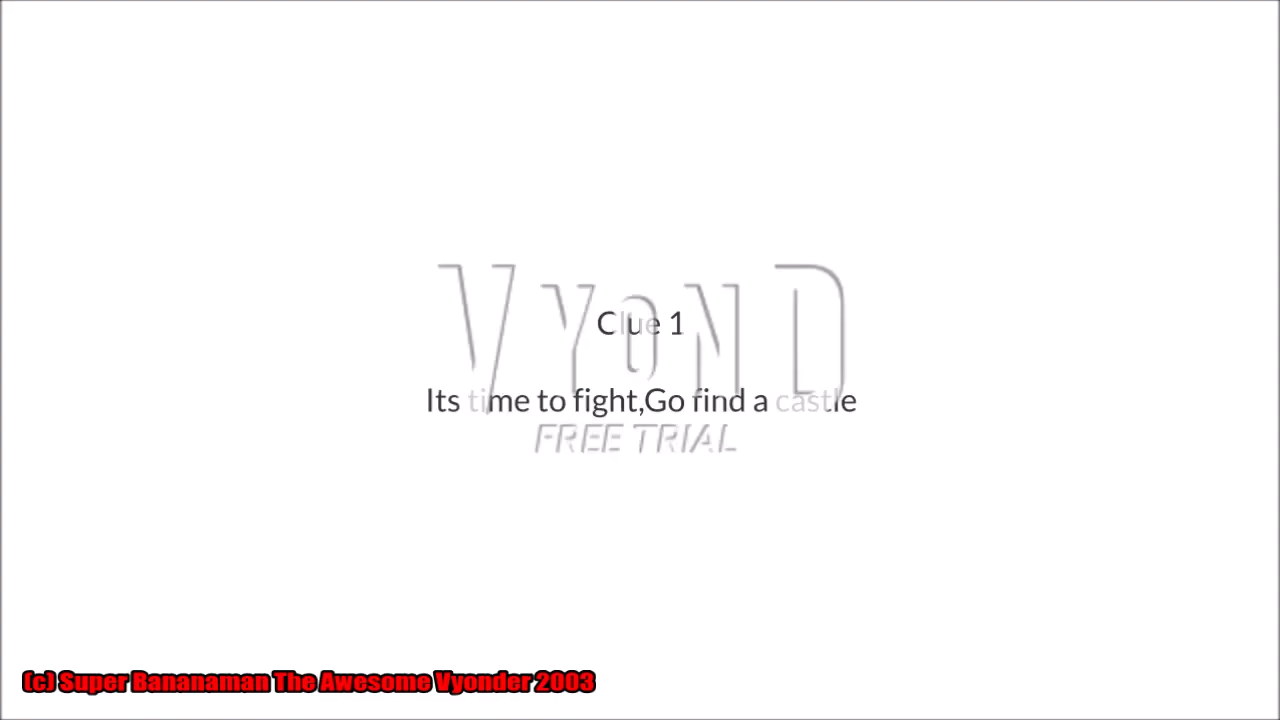 VYOND
Clue 1
Its time to fight,Go find a castle
FREE TRIAL
(c) Super Bananaman The Awesome Vyonder 2003